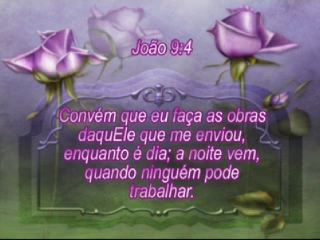 João 9:4
Convém que eu faça as obras
daquEle que me enviou,
enquanto é dia; a noite vem,
quando ninguém pode
trabalhar.